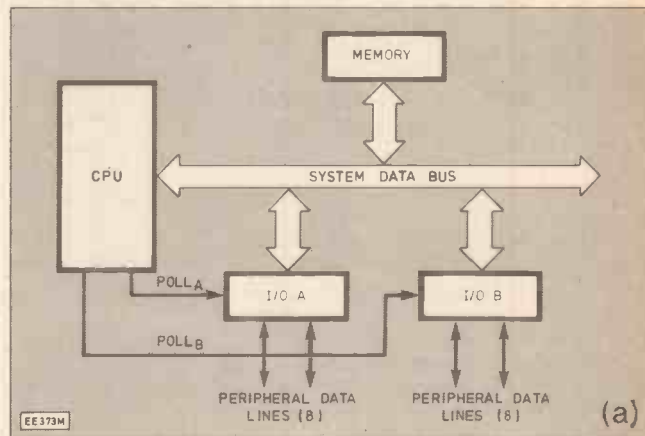 MEMORY
CPU
SYSTEM DATA BUS
POLLA
I/O A
I/O B
POLLB
PERIPHERAL DATA
LINES (8)
PERIPHERAL DATA
LINES (8)
(a)
EE373M